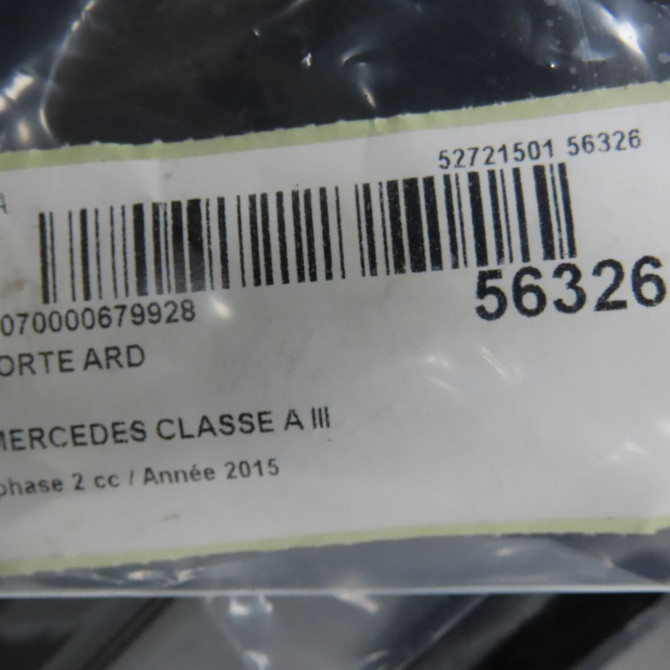 52721501 56326
A
070000679928
56326
ORTE ARD
MERCEDES CLASSE A III
phase 2 cc / Année 2015